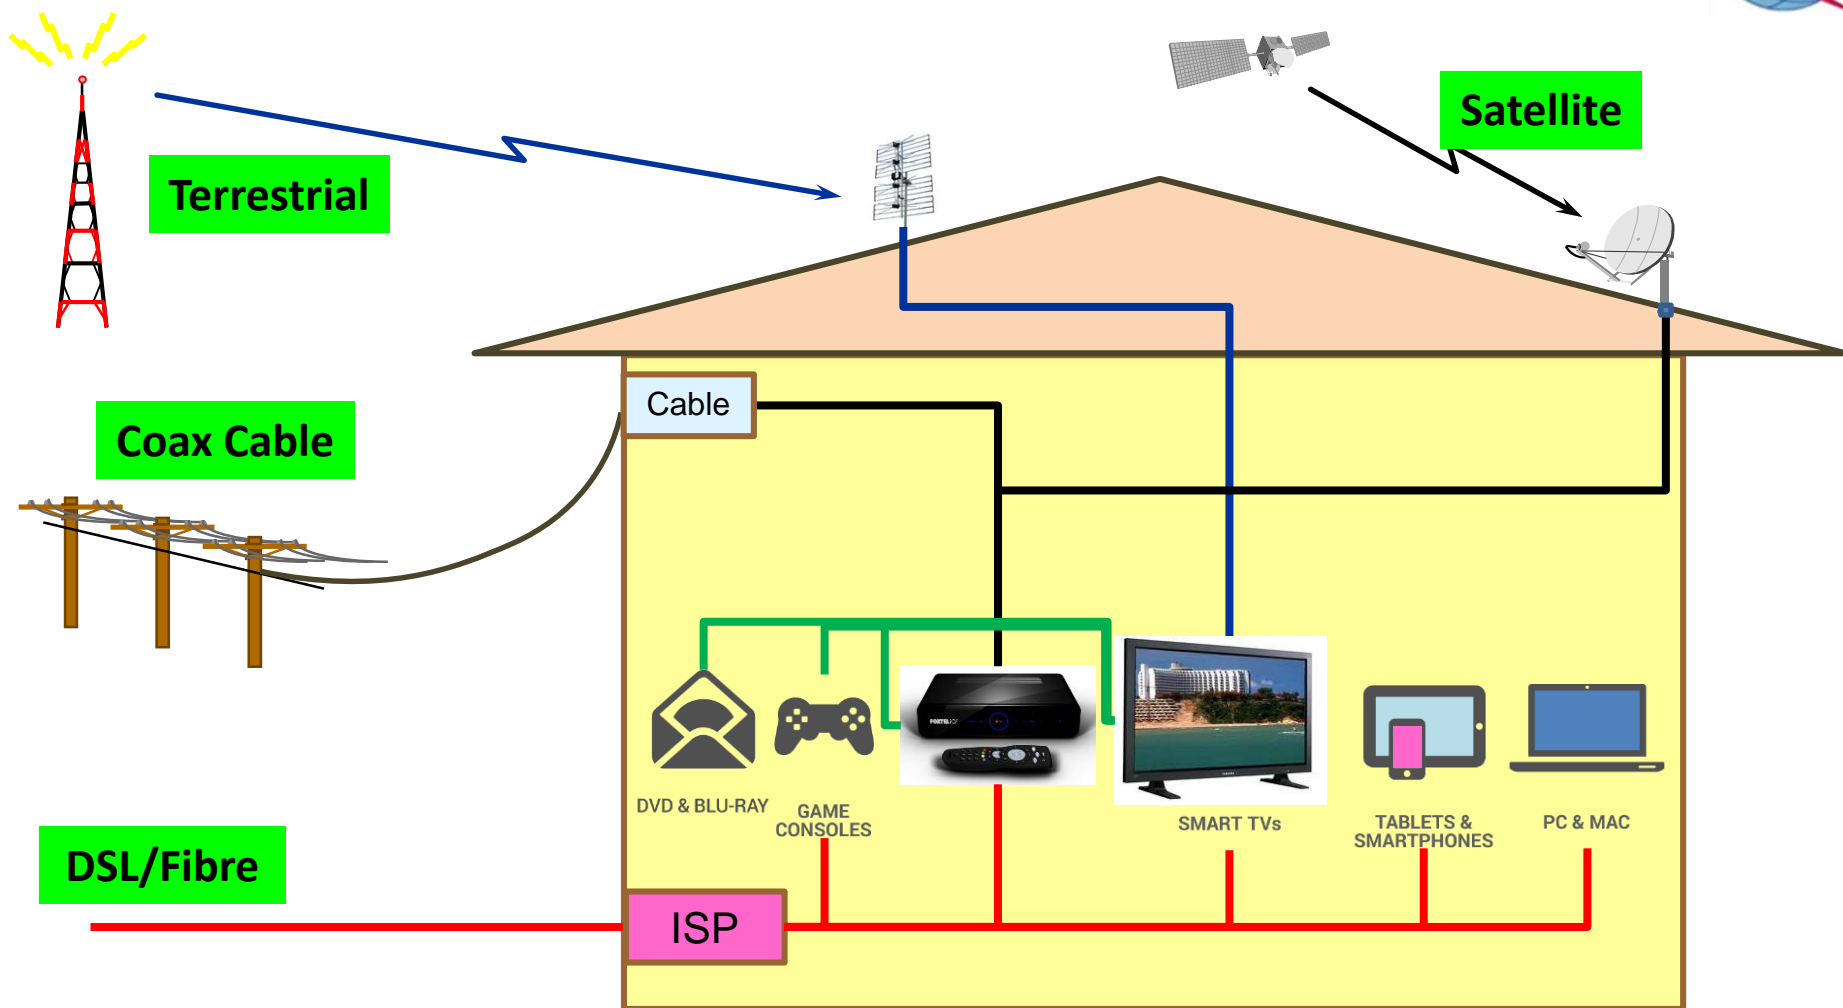 Satellite
Terrestrial
Cable
Coax Cable
DVD & BLU-RAY
GAME
CONSOLES
SMART TVs
TABLETS &
SMARTPHONES
PC & MAC
DSL/Fibre
ISP